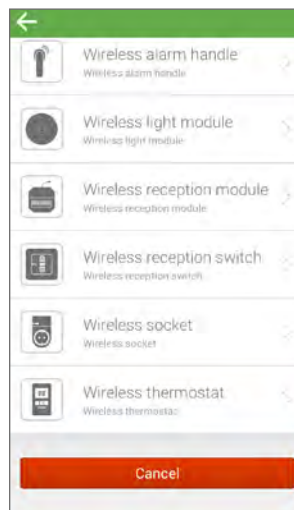 Wireless alarm handle
Wireless alarm handle
Wireless light module
Wireless light module
Wireless reception module
Wireless reception module
Wireless reception switch
Wireless reception switch
Wireless socket
Wireless socket
Wireless thermostat
Wireless thermostat
Cancel